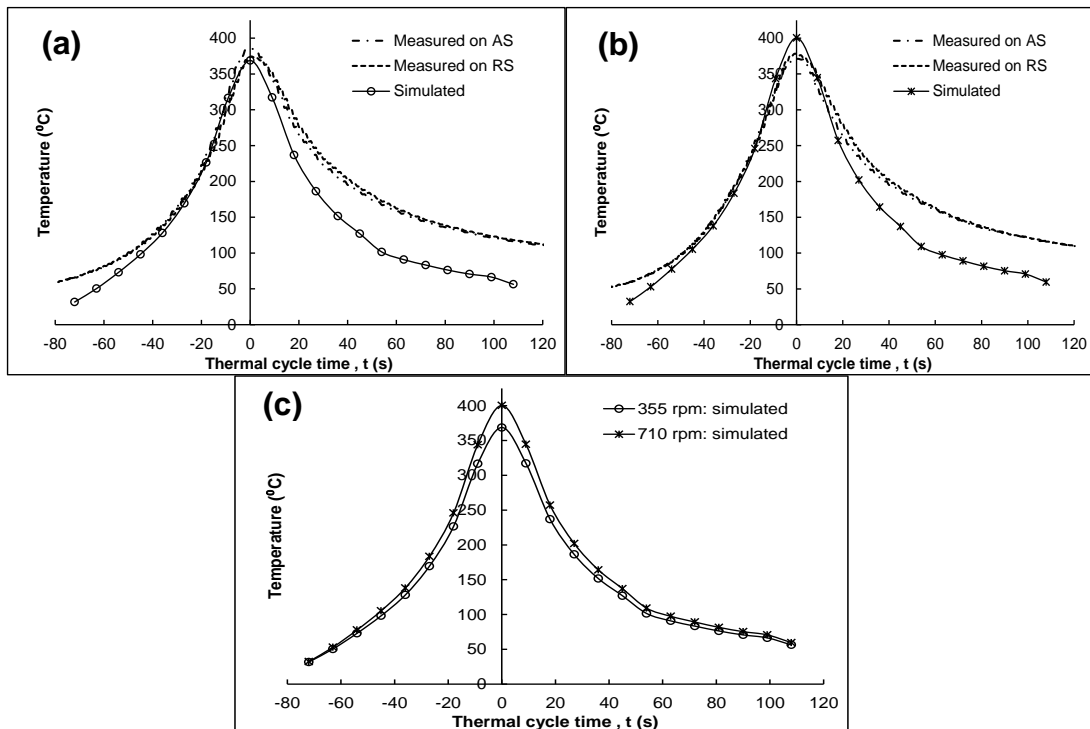 (a)
Measured on AS
Measured on RS
Simulated
400
350
300
250
200
150
100
50
0
Temperature (⁰C)
-80 -60 -40 -20 0 20 40 60 80 100 120
Thermal cycle time , t (s)
(b)
Measured on AS
Measured on RS
Simulated
400
350
300
250
200
150
100
50
0
Temperature (⁰C)
-80 -60 -40 -20 0 20 40 60 80 100 120
Thermal cycle time , t (s)
(c)
355 rpm: simulated
710 rpm: simulated
400
350
300
250
200
150
100
50
0
Temperature (⁰C)
-80 -60 -40 -20 0 20 40 60 80 100 120
Thermal cycle time , t (s)